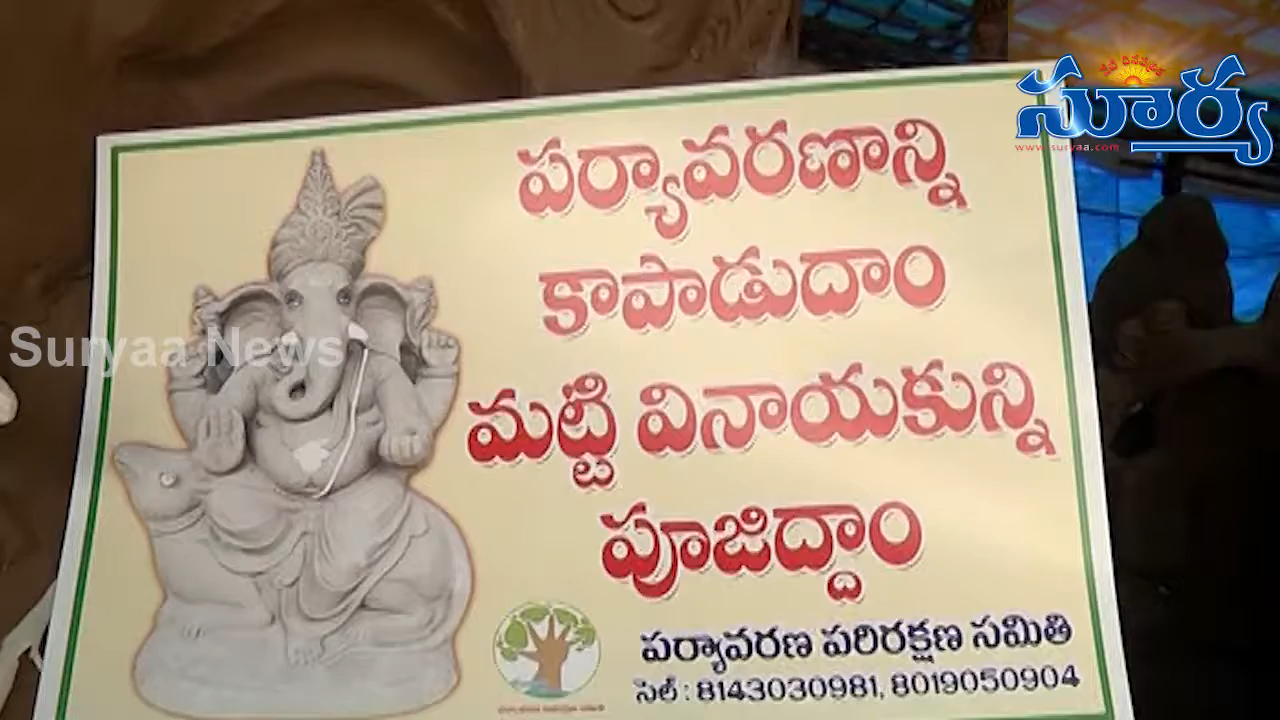 సూర్య
www.suryaa.com
పర్యావరణాన్ని
కాపాడుదాం
మట్టి వినాయకున్ని
పూజిద్దాం
Suryaa News
పర్యావరణ పరిరక్షణ సమితి
సెల్ : 8143030981, 8019050904